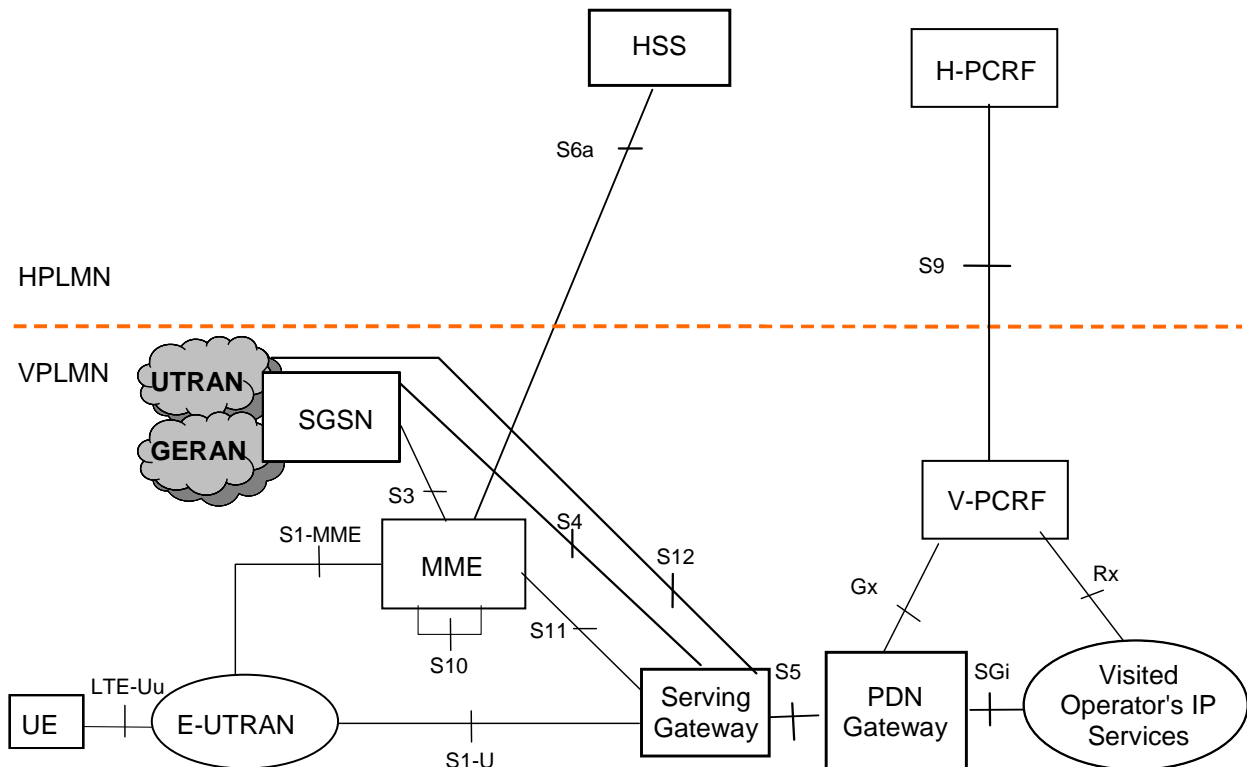 HSS
H-PCRF
S6a
S9
HPLMN
VPLMN
UTRAN
SGSN
GERAN
S3
S4
V-PCRF
S1-MME
MME
S12
Gx
Rx
S11
S10
S5
SGi
LTE-Uu
UE
E-UTRAN
S1-U
Serving
Gateway
PDN
Gateway
Visited
Operator's IP
Services